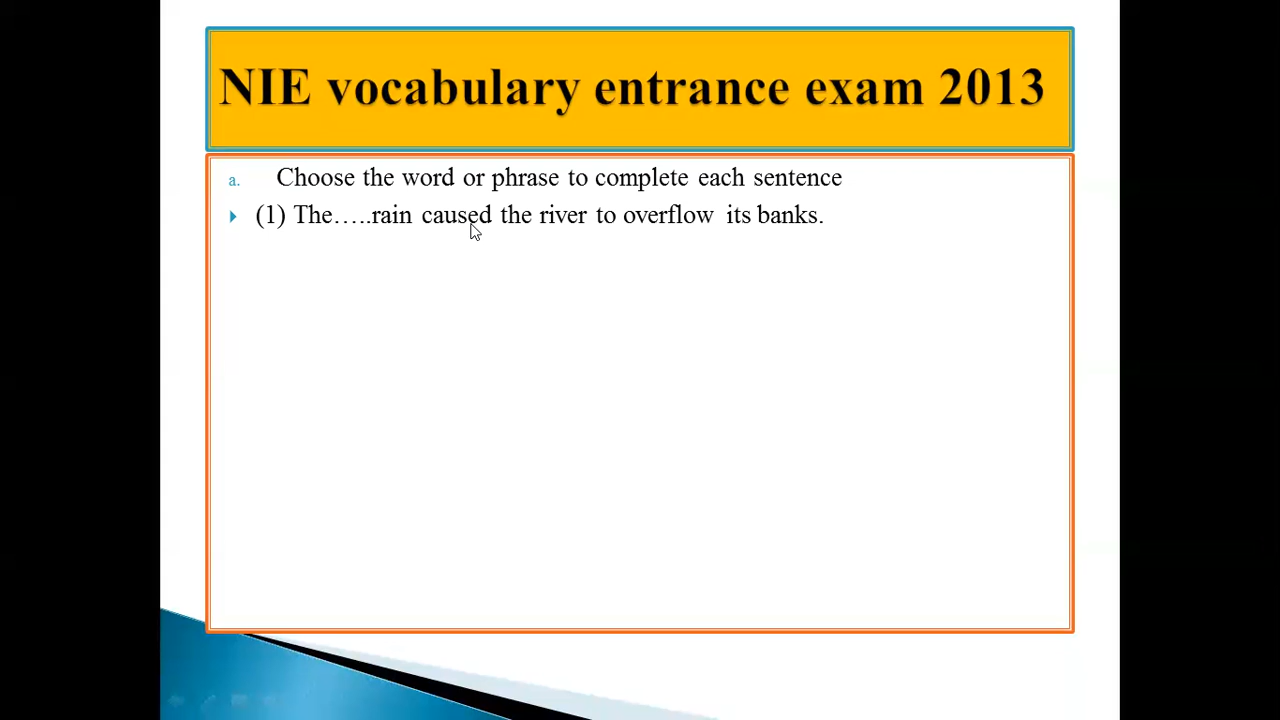 NIE vocabulary entrance exam 2013
a. Choose the word or phrase to complete each sentence
(1) The…..rain caused the river to overflow its banks.